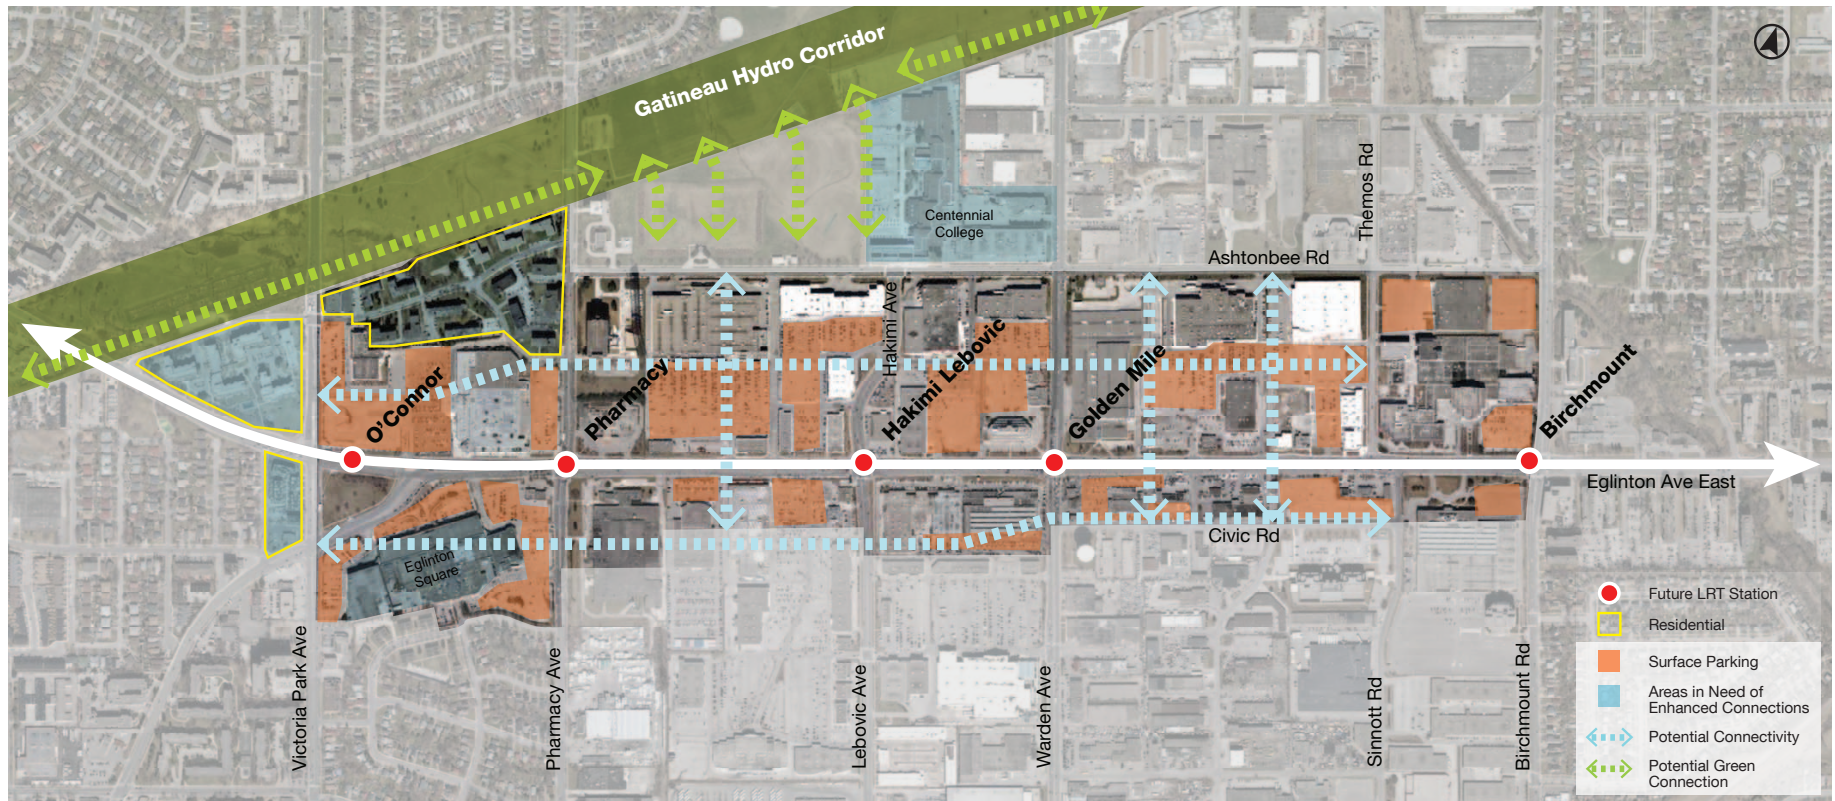 Gatineau Hydro Corridor
Centennial
College
Themos Rd
Ashtonbee Rd
Hakimi Ave
O'Connor
Pharmacy
Hakimi Lebovic
Golden Mile
Birchmount
Eglinton Ave East
Civic Rd
Eglinton
Square
Victoria Park Ave
Pharmacy Ave
Lebovic Ave
Warden Ave
Sinnott Rd
Birchmount Rd
Future LRT Station
Residential
Surface Parking
Areas in Need of
Enhanced Connections
Potential Connectivity
Potential Green
Connection